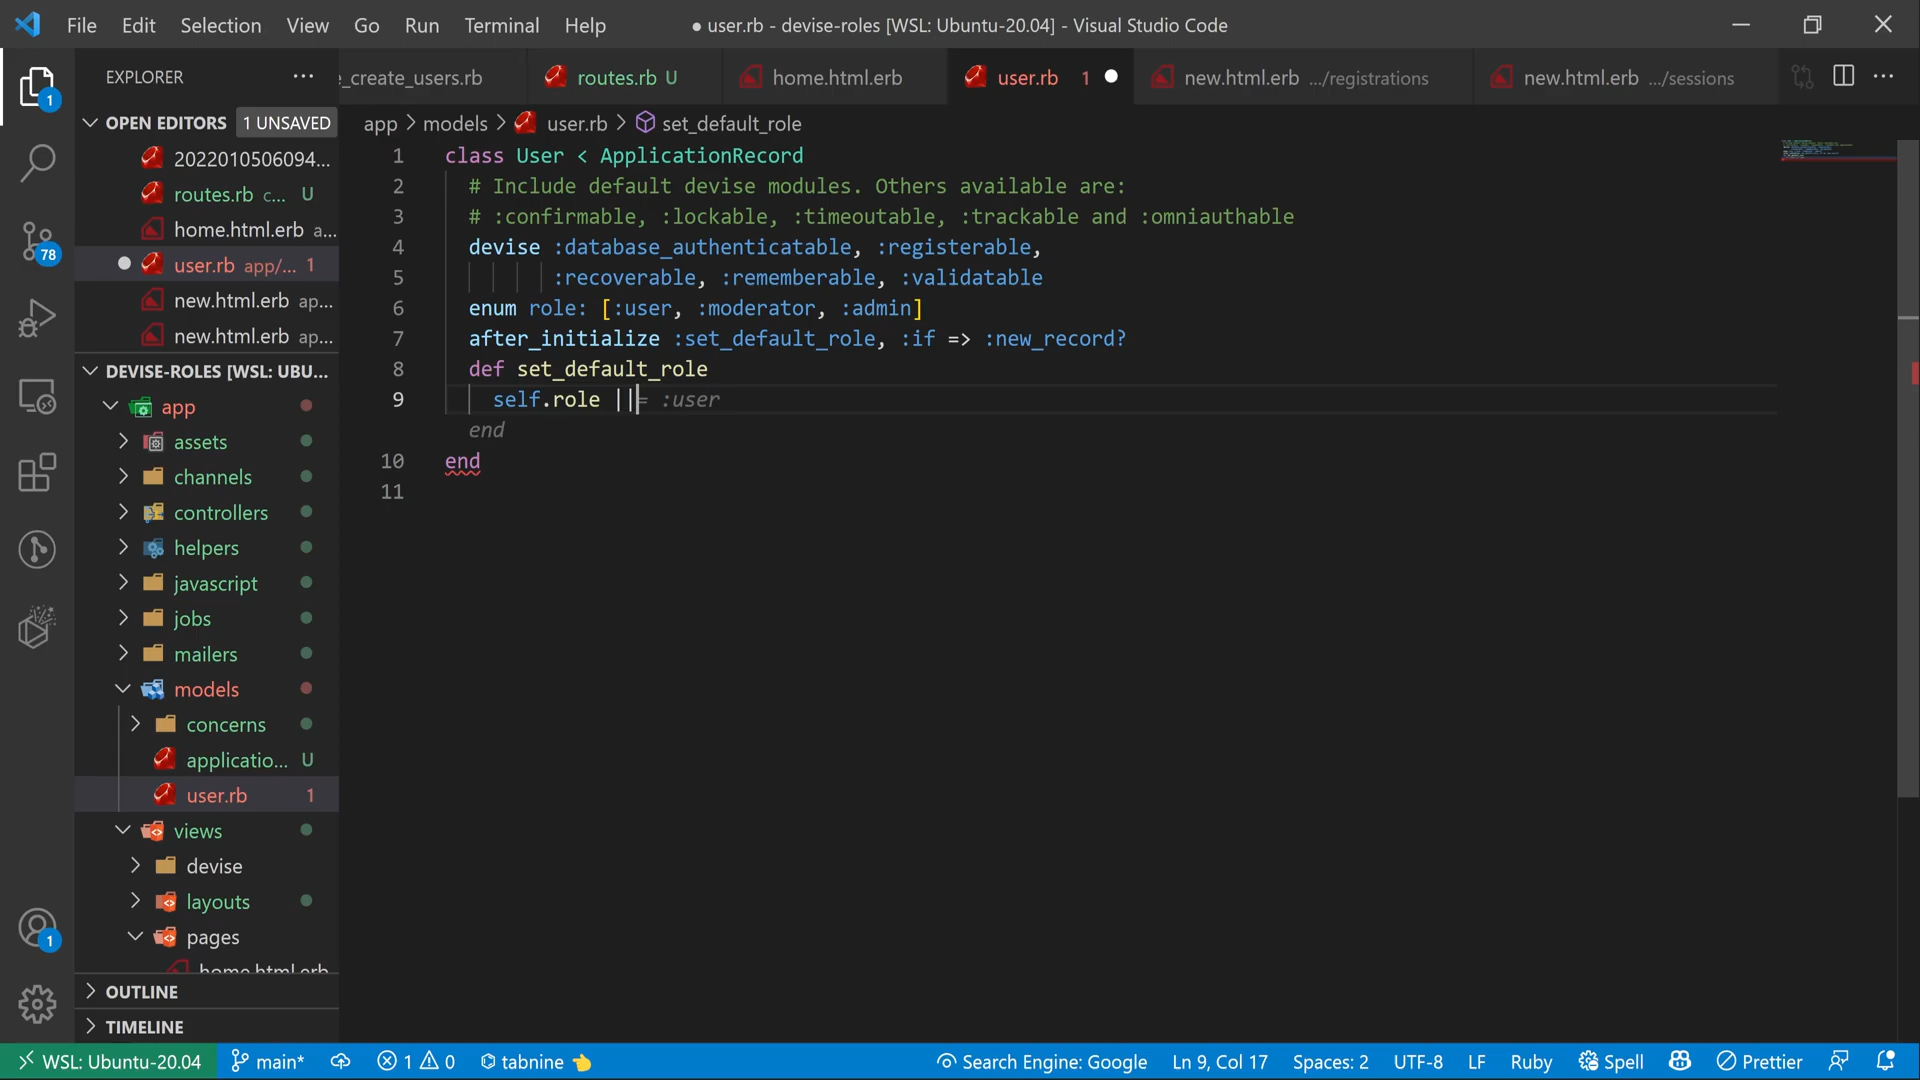 File Edit Selection View Go Run Terminal Help ● user.rb - devise-roles [WSL: Ubuntu-20.04] - Visual Studio Code
EXPLORER ···
e_create_users.rb routes.rb U home.html.erb user.rb 1 new.html.erb .../registrations new.html.erb .../sessions ···
OPEN EDITORS 1 UNSAVED
2022010506094...
routes.rb c... U
home.html.erb a...
user.rb app/... 1
new.html.erb ap...
new.html.erb ap...
DEVISE-ROLES [WSL: UBU...
app
assets
channels
controllers
helpers
javascript
jobs
mailers
models
concerns
applicatio... U
user.rb 1
views
devise
layouts
pages
home.html.erb
OUTLINE
TIMELINE
1
78
1
app > models > user.rb > set_default_role
1 class User < ApplicationRecord
2 # Include default devise modules. Others available are:
3 # :confirmable, :lockable, :timeoutable, :trackable and :omniauthable
4 devise :database_authenticatable, :registerable,
5 :recoverable, :rememberable, :validatable
6 enum role: [:user, :moderator, :admin]
7 after_initialize :set_default_role, :if => :new_record?
8 def set_default_role
9 self.role ||= :user
end
10 end
11
WSL: Ubuntu-20.04 main* 1 0 tabnine Search Engine: Google Ln 9, Col 17 Spaces: 2 UTF-8 LF Ruby Spell Prettier